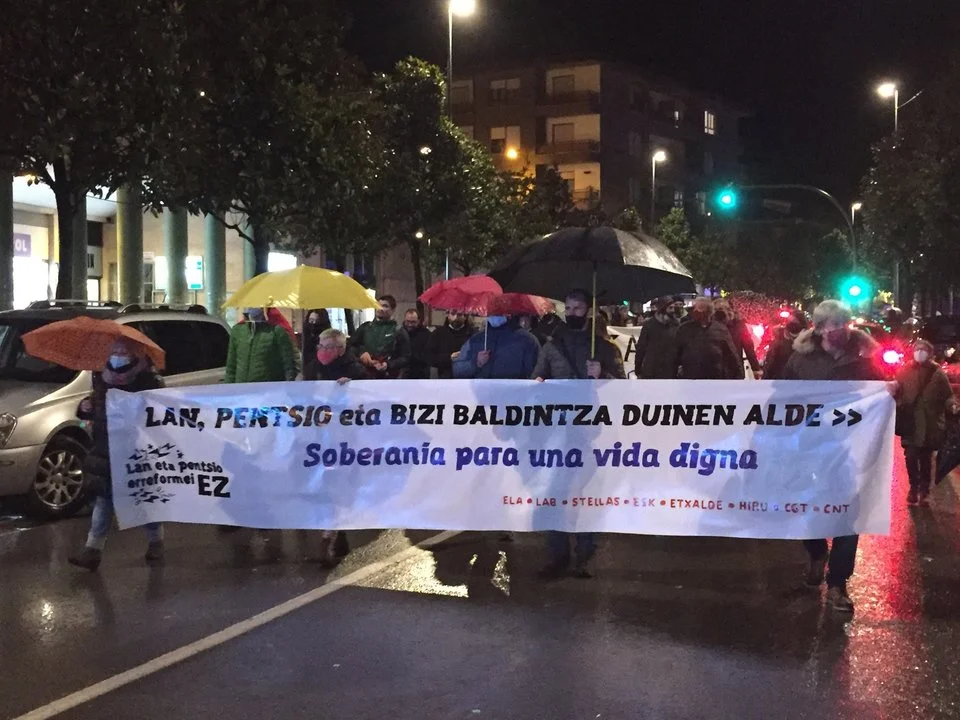 LAN, PENTSIO eta BIZI BALDINTZA DUINEN ALDE >>
Soberanía para una vida digna
Lan eta pentsio
erreformei EZ
ELA • LAB • STEILAS • ESK • ETXALDE • HIRU • CGT • CNT